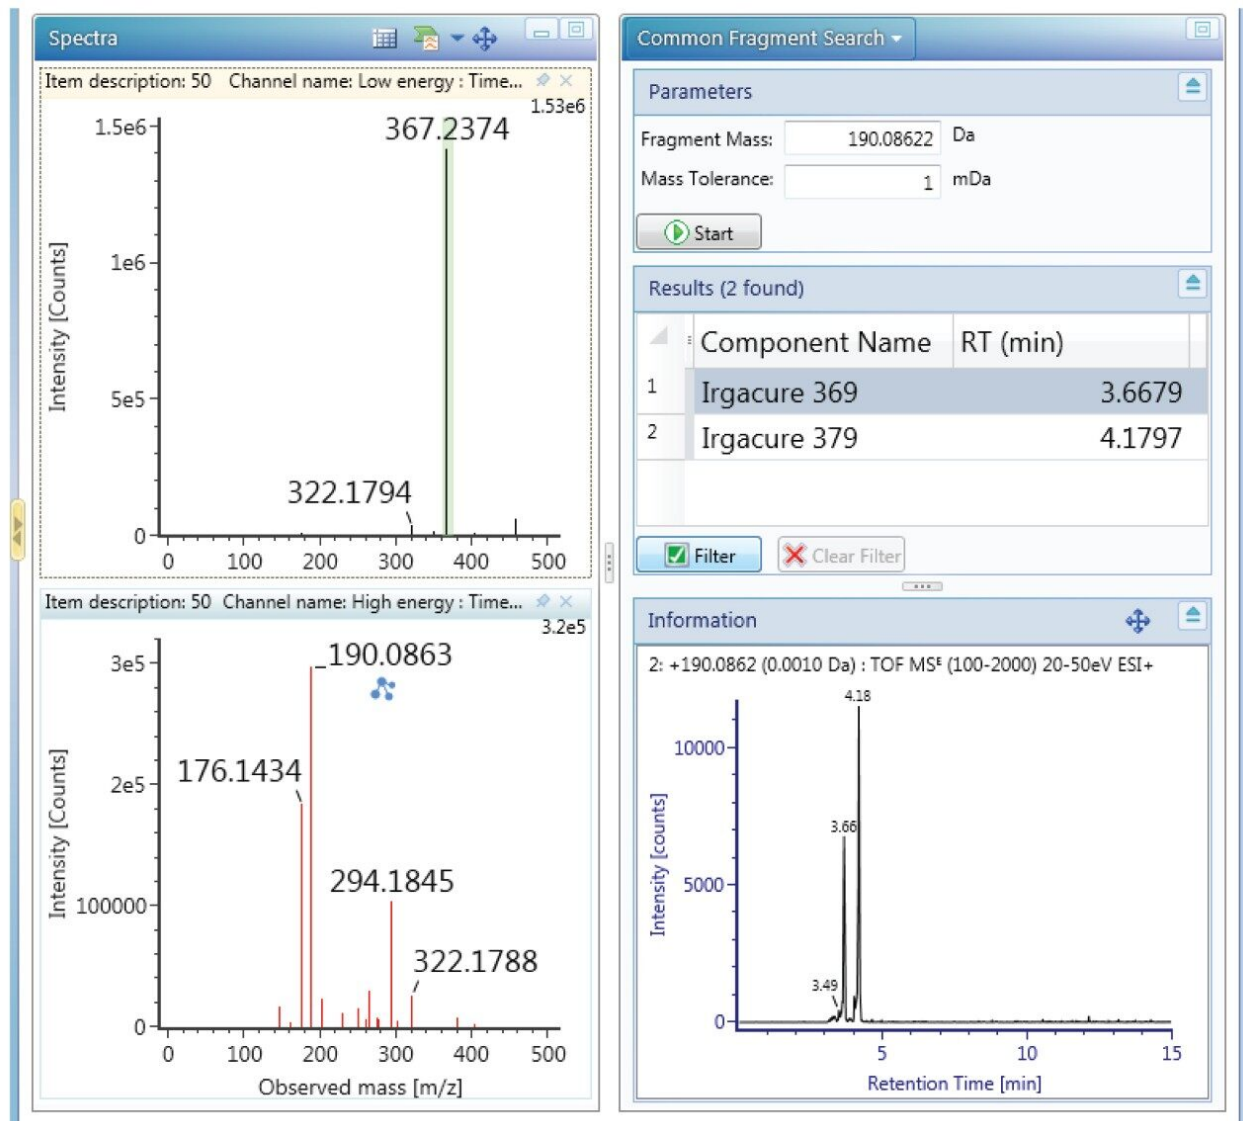 Spectra
Item description: 50 Channel name: Low energy : Time...
1.53e6
1.5e6
367.2374
1e6
5e5
322.1794
0
Intensity [Counts]
0 100 200 300 400 500
Item description: 50 Channel name: High energy : Time...
3.2e5
3e5
190.0863
176.1434
2e5
294.1845
100000
322.1788
0
Intensity [Counts]
0 100 200 300 400 500
Observed mass [m/z]
Common Fragment Search
Parameters
Fragment Mass: 190.08622 Da
Mass Tolerance: 1 mDa
Start
Results (2 found)
Component Name RT (min)
1 Irgacure 369 3.6679
2 Irgacure 379 4.1797
Filter Clear Filter
Information
2: +190.0862 (0.0010 Da) : TOF MSᴱ (100-2000) 20-50eV ESI+
4.18
10000
3.66
5000
3.49
0
Intensity [counts]
5 10 15
Retention Time [min]